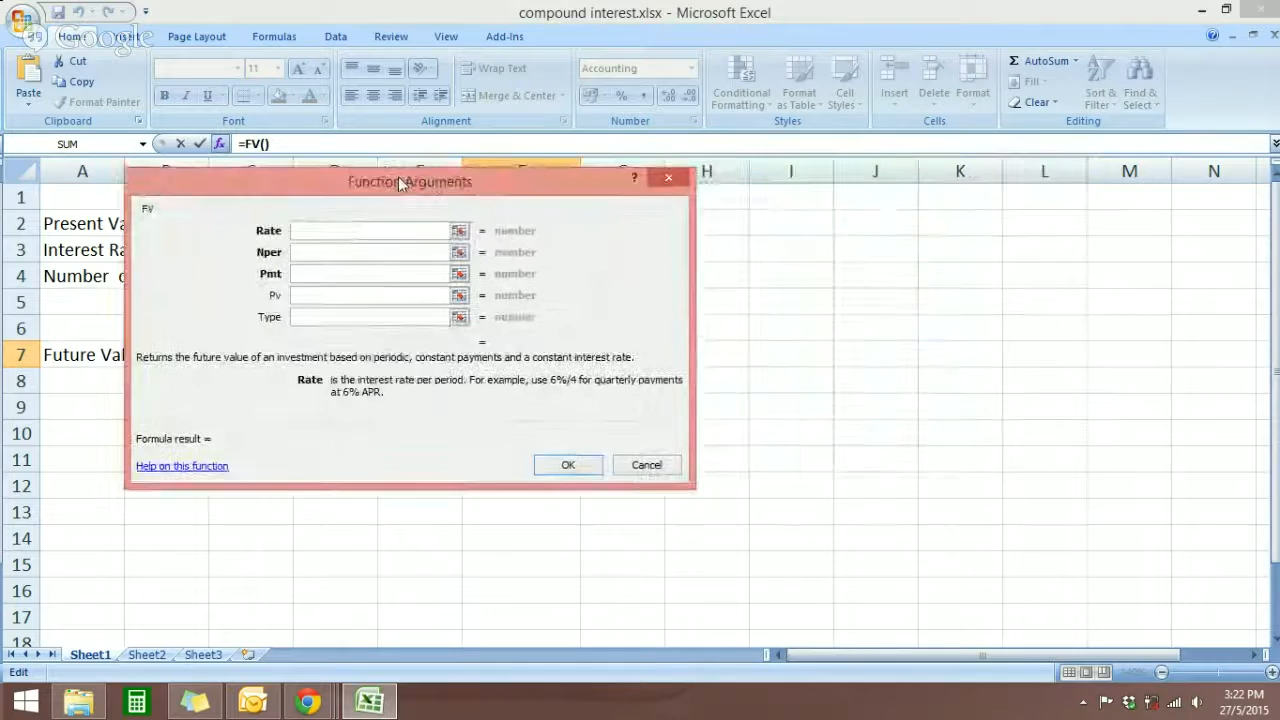 compound interest.xlsx - Microsoft Excel
Google
Home Insert Page Layout Formulas Data Review View Add-Ins
Cut
Copy
Format Painter
Paste
Clipboard
11
B I U
Font
Wrap Text
Merge & Center
Alignment
Accounting
%
Number
Conditional Formatting
Format as Table
Cell Styles
Styles
Insert
Delete
Format
Cells
Σ AutoSum
Fill
Clear
Sort & Filter
Find & Select
Editing
SUM
fx
=FV()
A H I J K L M N
1
2 Present Va
3 Interest Ra
4 Number o
5
6
7 Future Val
8
9
10
11
12
13
14
15
16
17
18
Function Arguments
?
FV
Rate = number
Nper = number
Pmt = number
Pv = number
Type = number
=
Returns the future value of an investment based on periodic, constant payments and a constant interest rate.
Rate is the interest rate per period. For example, use 6%/4 for quarterly payments
at 6% APR.
Formula result =
Help on this function
OK
Cancel
Sheet1 Sheet2 Sheet3
Edit
3:22 PM
27/5/2015